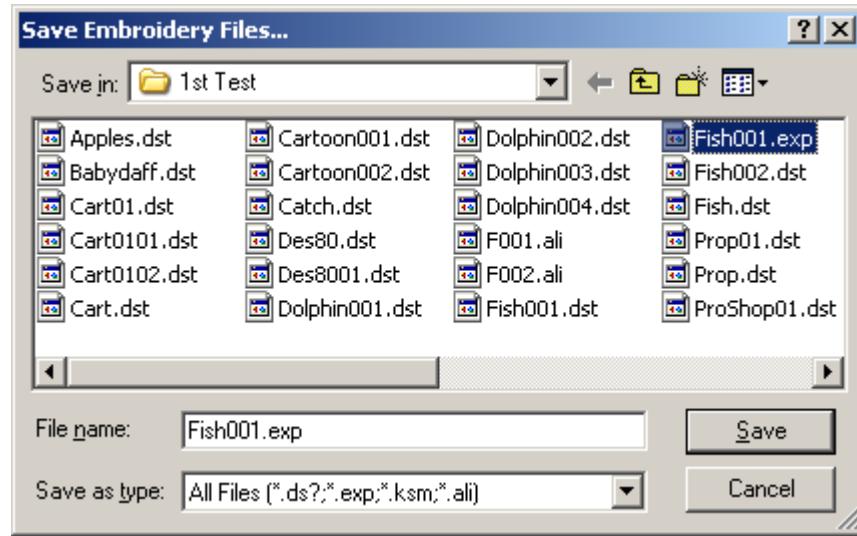 Save Embroidery Files...
Save in: 1st Test
Apples.dst Cartoon001.dst Dolphin002.dst Fish001.exp
Babydaff.dst Cartoon002.dst Dolphin003.dst Fish002.dst
Cart01.dst Catch.dst Dolphin004.dst Fish.dst
Cart0101.dst Des80.dst F001.ali Prop01.dst
Cart0102.dst Des8001.dst F002.ali Prop.dst
Cart.dst Dolphin001.dst Fish001.dst ProShop01.dst
File name: Fish001.exp Save
Save as type: All Files (*.ds?;*.exp;*.ksm;*.ali) Cancel